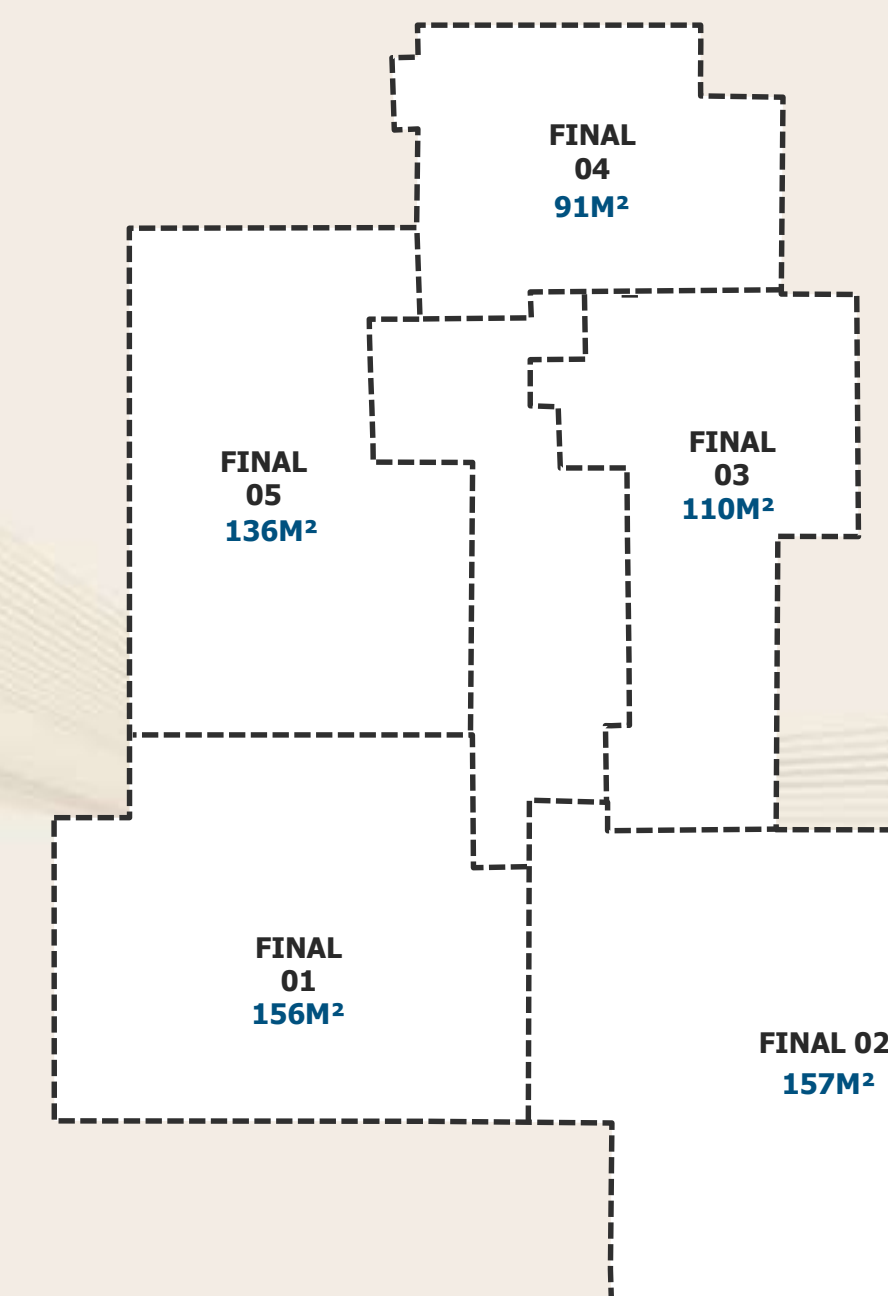 FINAL
04
91M²
FINAL
03
110M²
FINAL
05
136M²
FINAL
01
156M²
FINAL 02
157M²